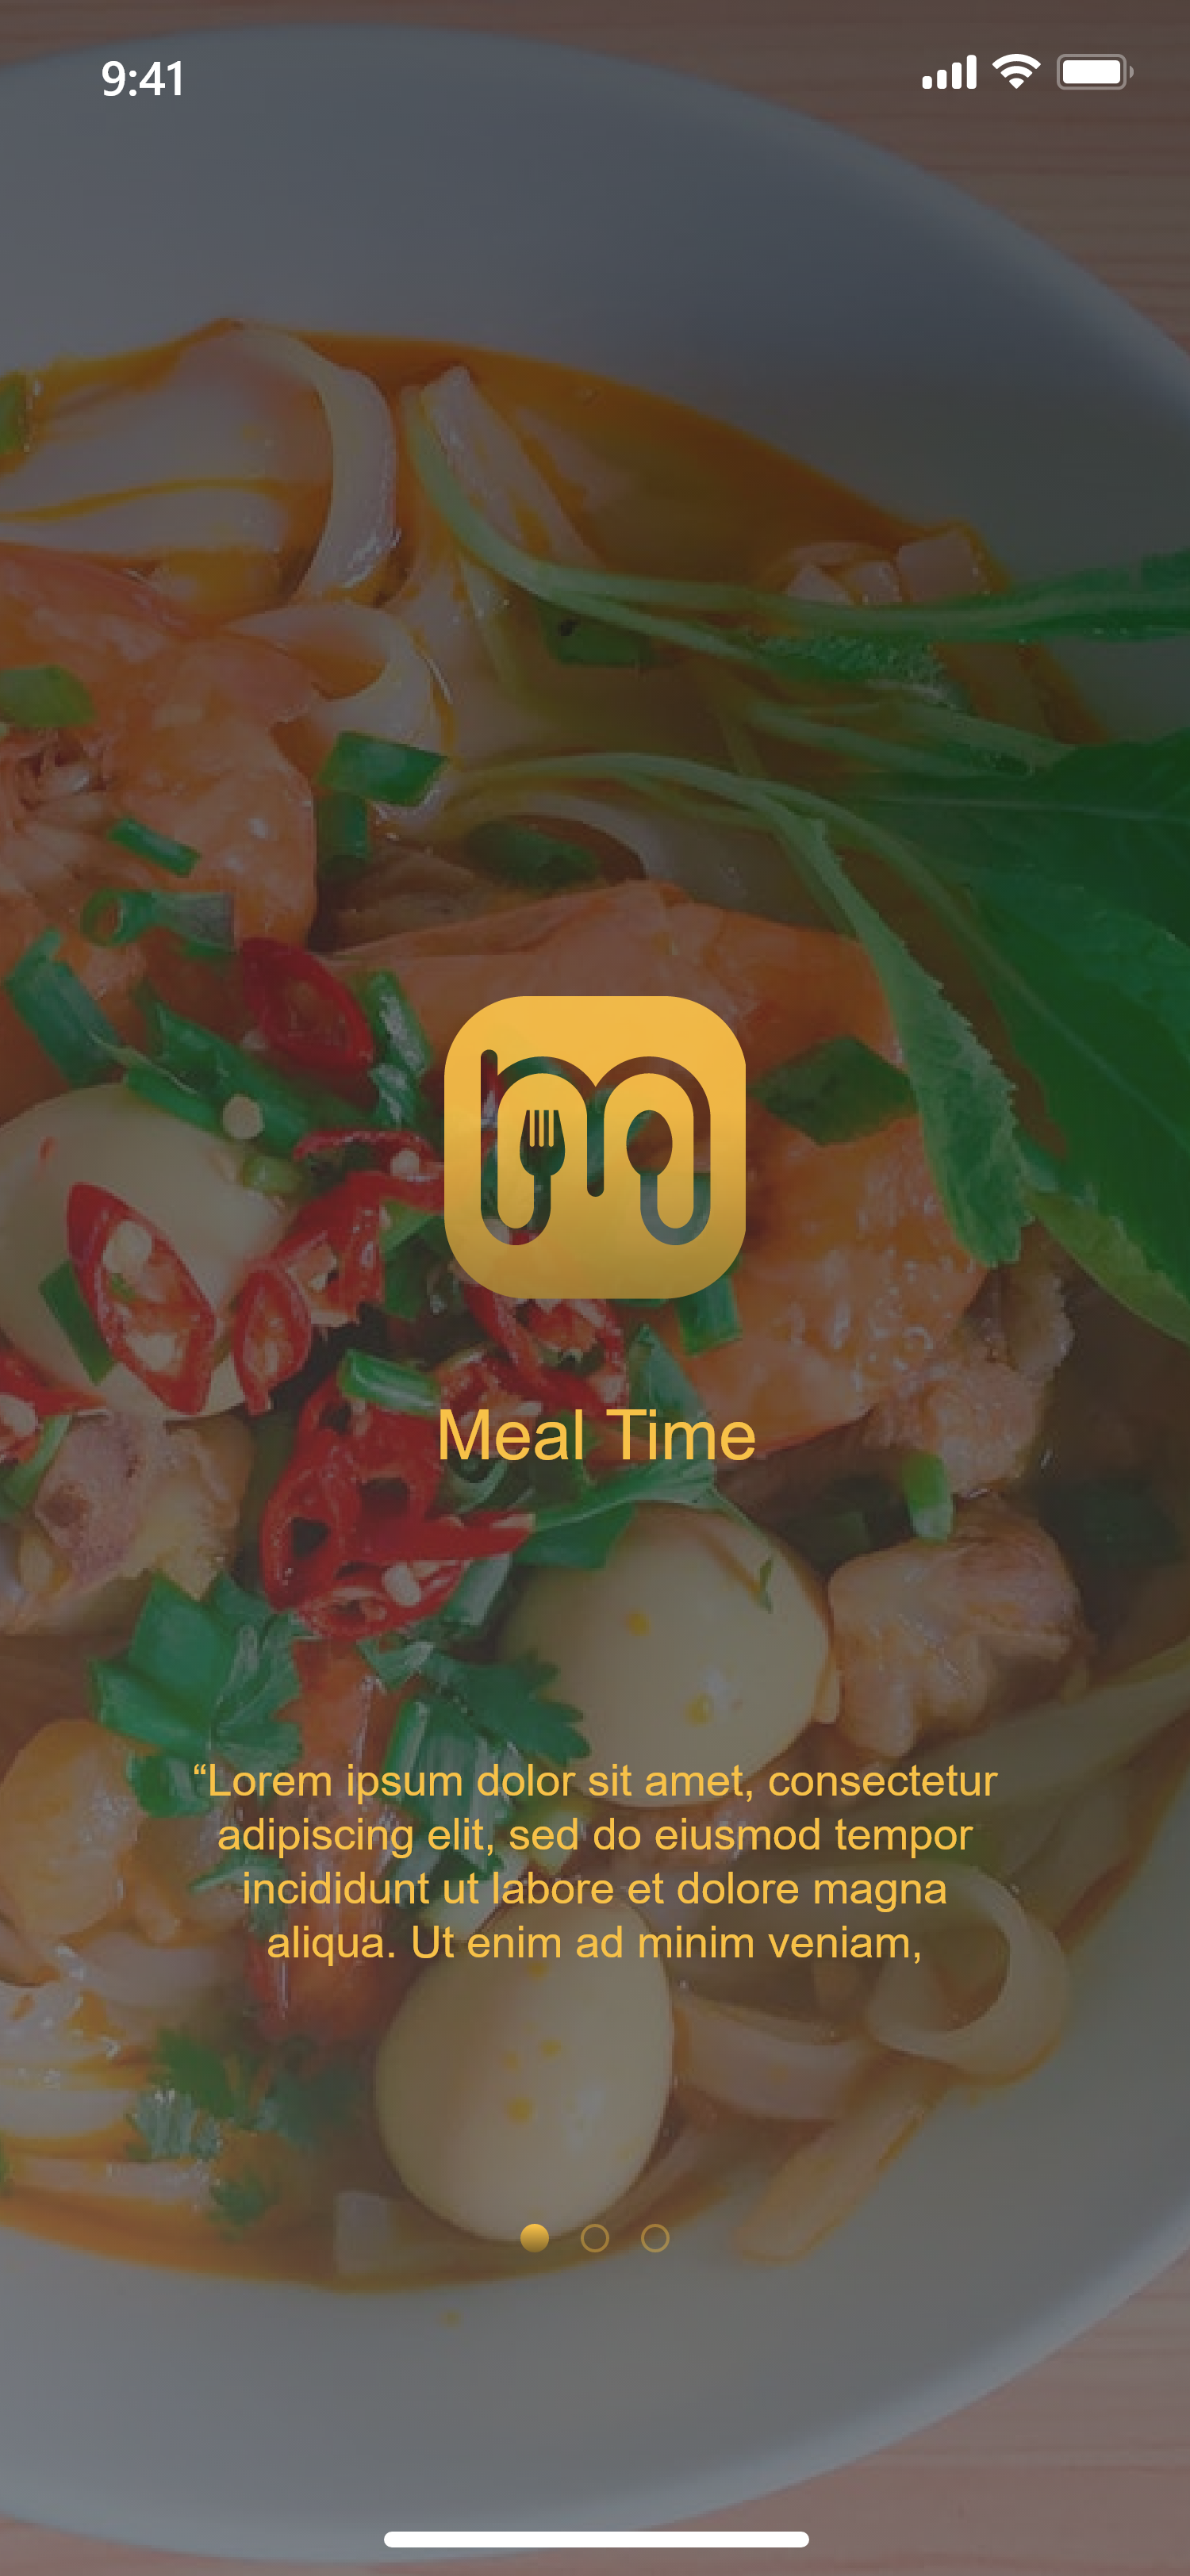 9:41
Meal Time
“Lorem ipsum dolor sit amet, consectetur
adipiscing elit, sed do eiusmod tempor
incididunt ut labore et dolore magna
aliqua. Ut enim ad minim veniam,